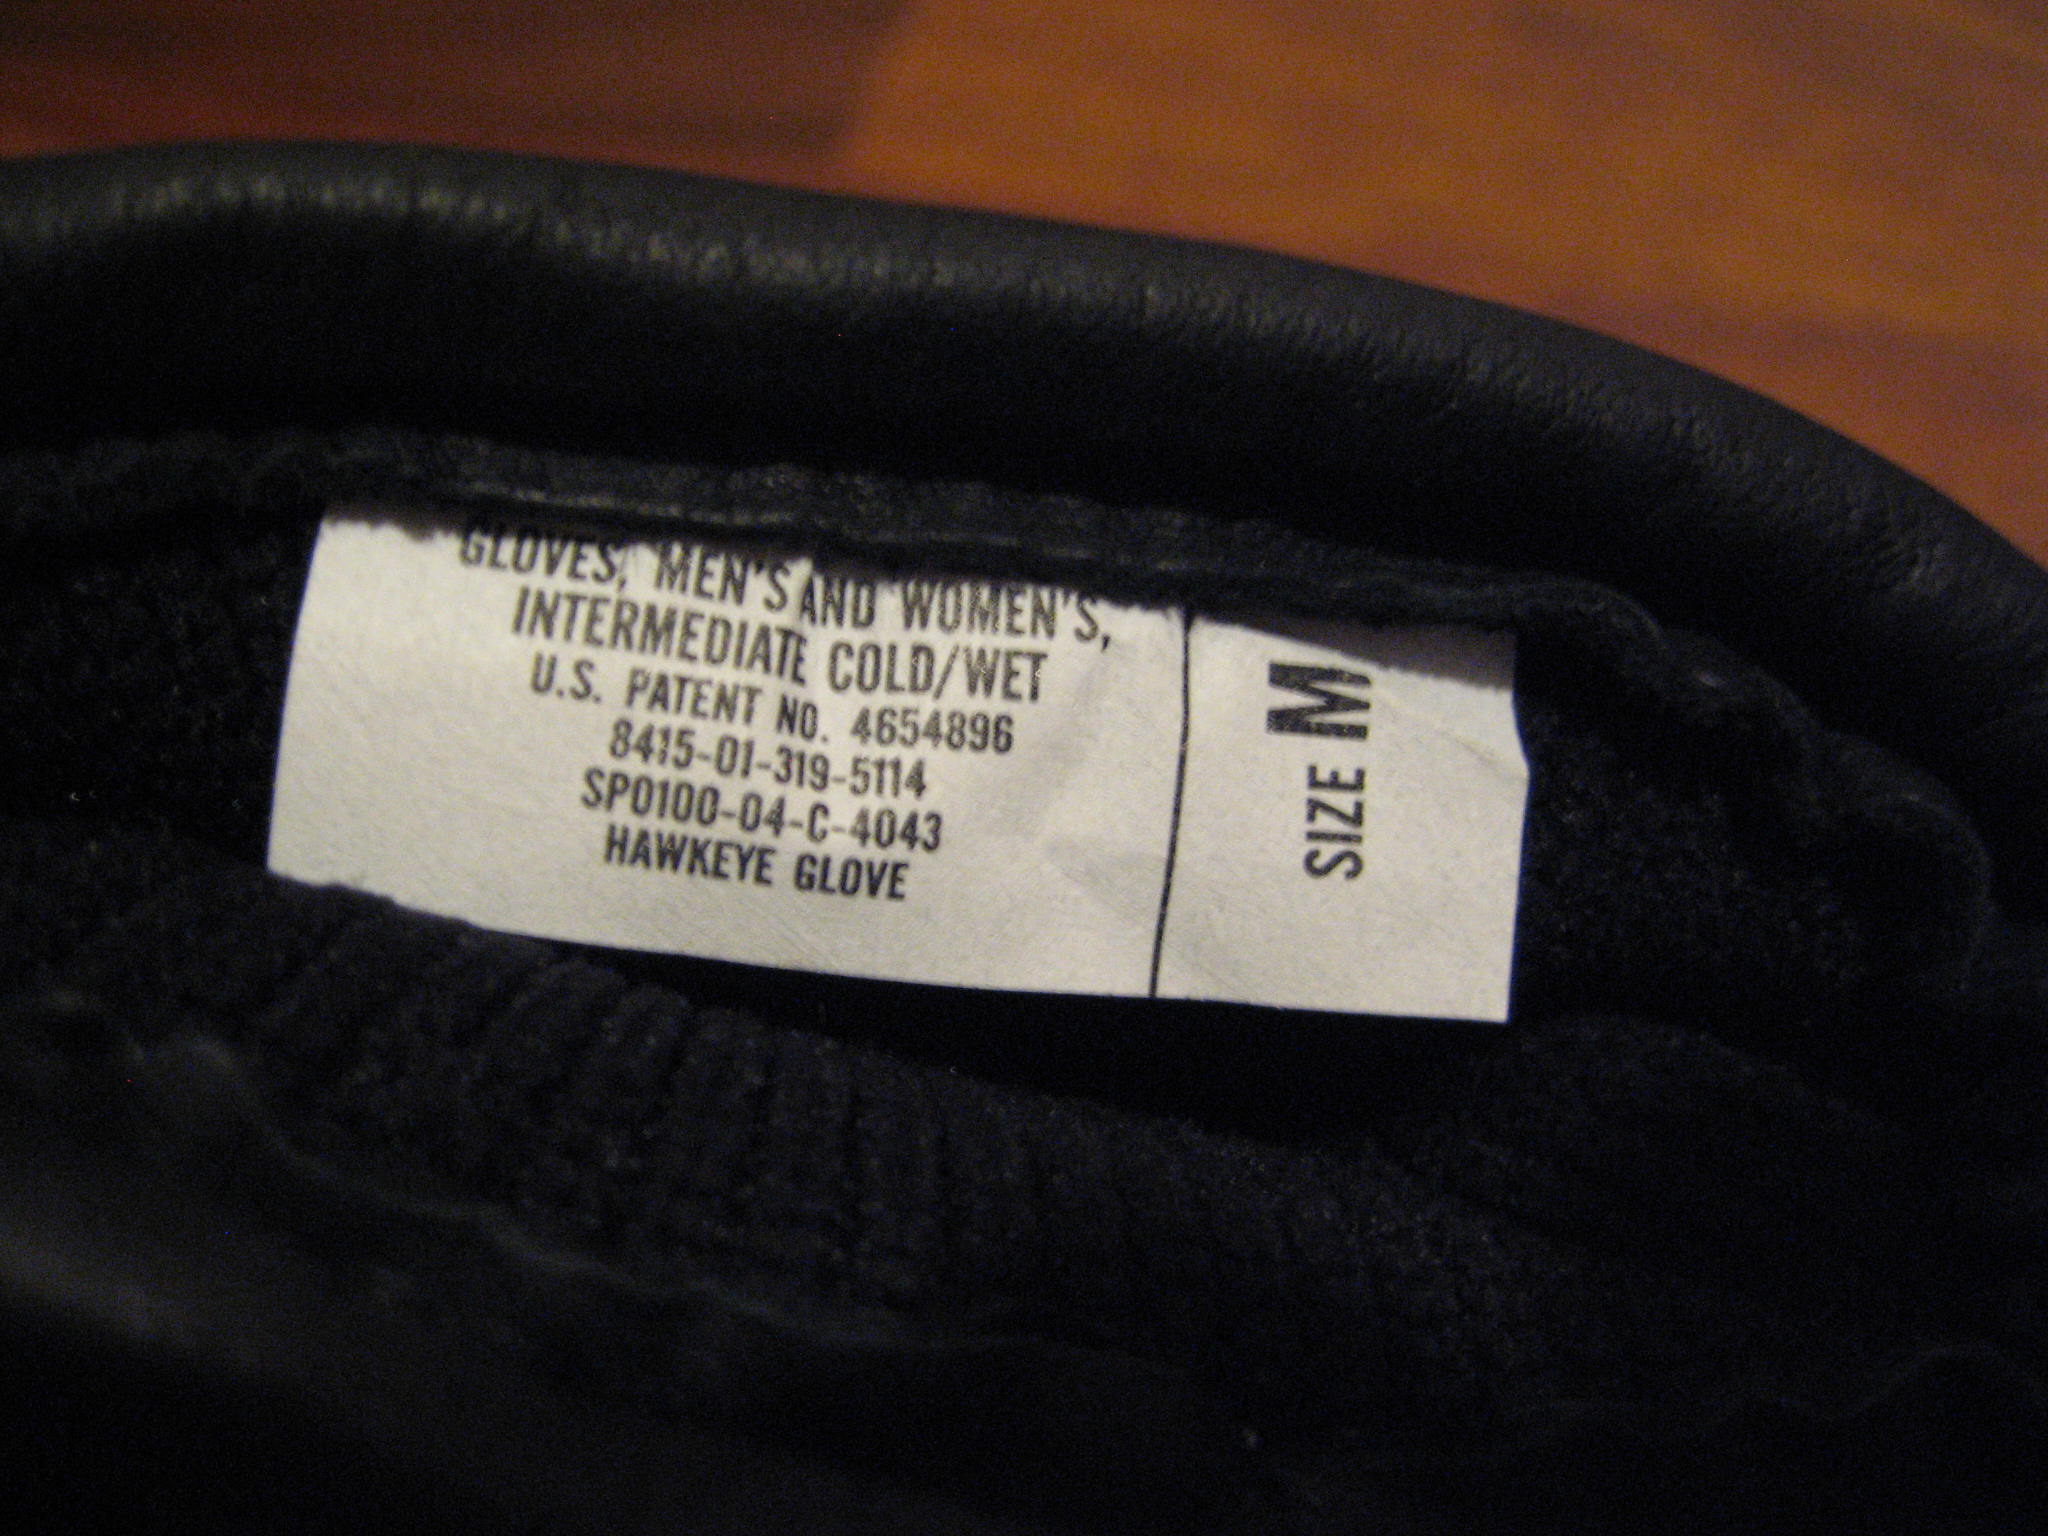 GLOVES, MEN'S AND WOMEN'S,
INTERMEDIATE COLD/WET
U.S. PATENT NO. 4654896
8415-01-319-5114
SP0100-04-C-4043
HAWKEYE GLOVE
SIZE M